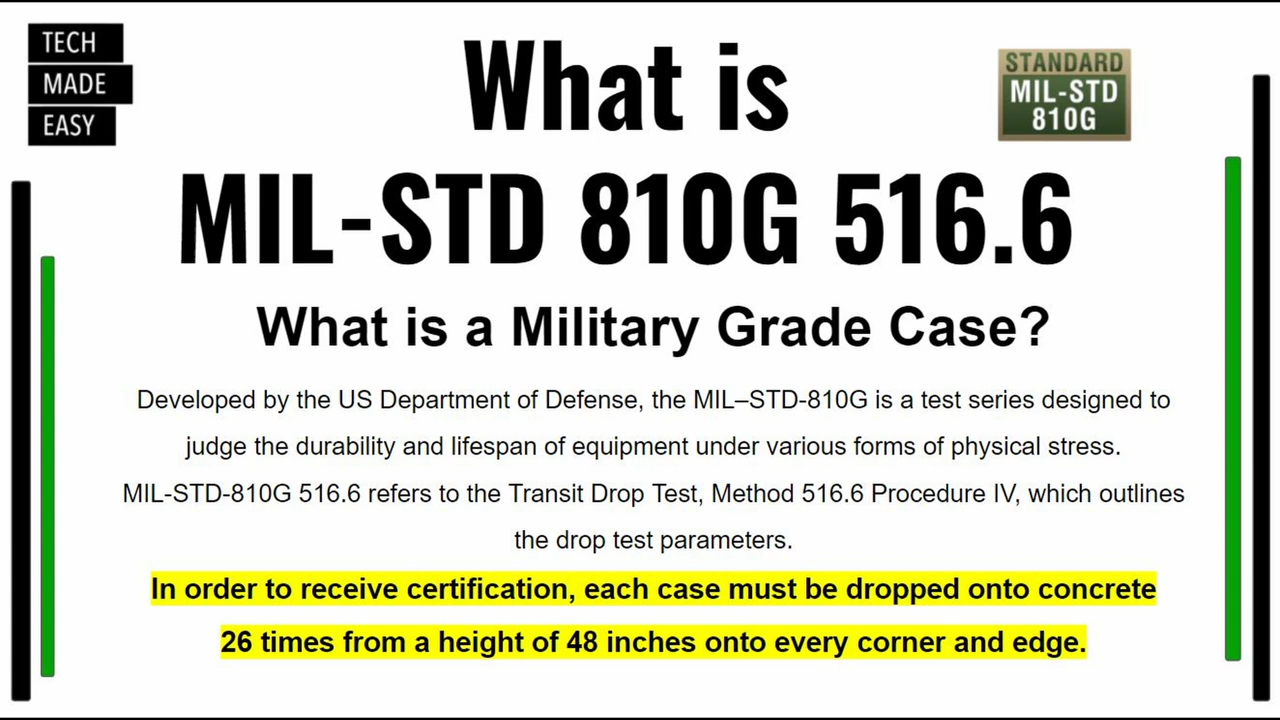 TECH
MADE
EASY
What is
STANDARD
MIL-STD
810G
MIL-STD 810G 516.6
What is a Military Grade Case?
Developed by the US Department of Defense, the MIL–STD-810G is a test series designed to
judge the durability and lifespan of equipment under various forms of physical stress.
MIL-STD-810G 516.6 refers to the Transit Drop Test, Method 516.6 Procedure IV, which outlines
the drop test parameters.
In order to receive certification, each case must be dropped onto concrete
26 times from a height of 48 inches onto every corner and edge.